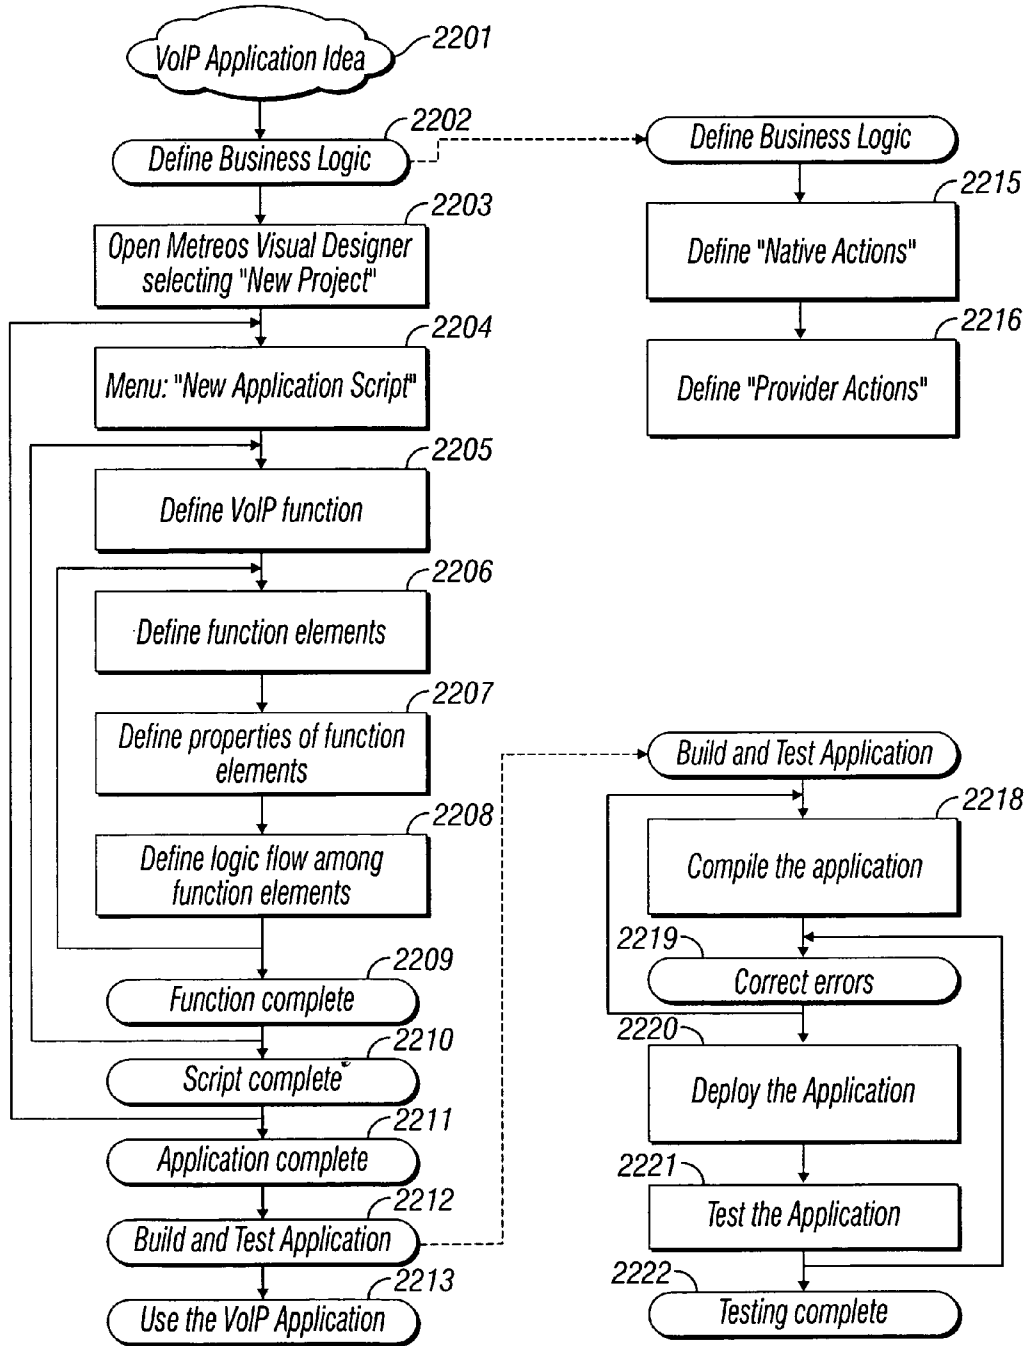 VoIP Application Idea
2201
2202
Define Business Logic
2203
Open Metreos Visual Designer
selecting "New Project"
2204
Menu: "New Application Script"
2205
Define VoIP function
2206
Define function elements
2207
Define properties of function
elements
2208
Define logic flow among
function elements
2209
Function complete
2210
Script complete
2211
Application complete
2212
Build and Test Application
2213
Use the VoIP Application
Define Business Logic
2215
Define "Native Actions"
2216
Define "Provider Actions"
Build and Test Application
2218
Compile the application
2219
Correct errors
2220
Deploy the Application
2221
Test the Application
2222
Testing complete